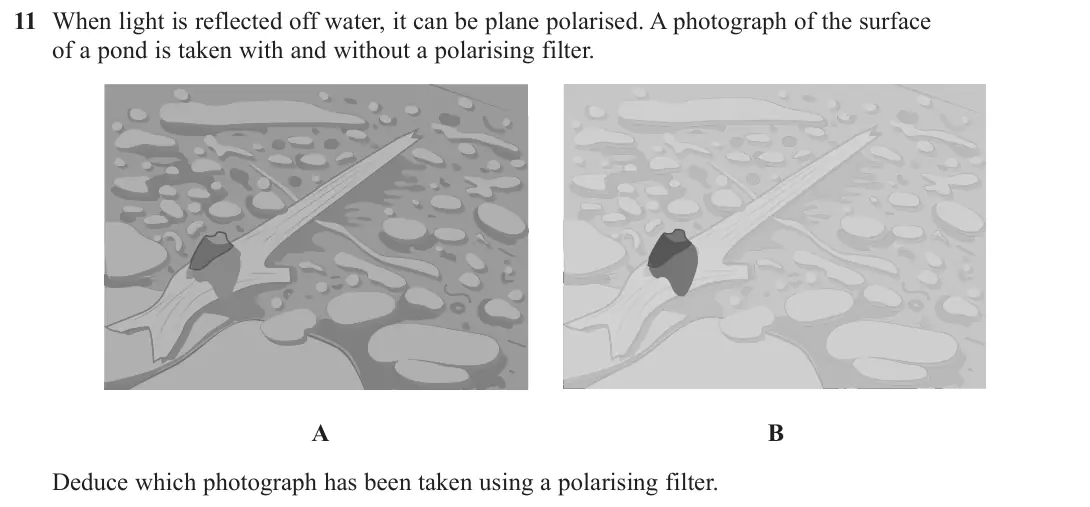 11 When light is reflected off water, it can be plane polarised. A photograph of the surface
of a pond is taken with and without a polarising filter.
A
B
Deduce which photograph has been taken using a polarising filter.